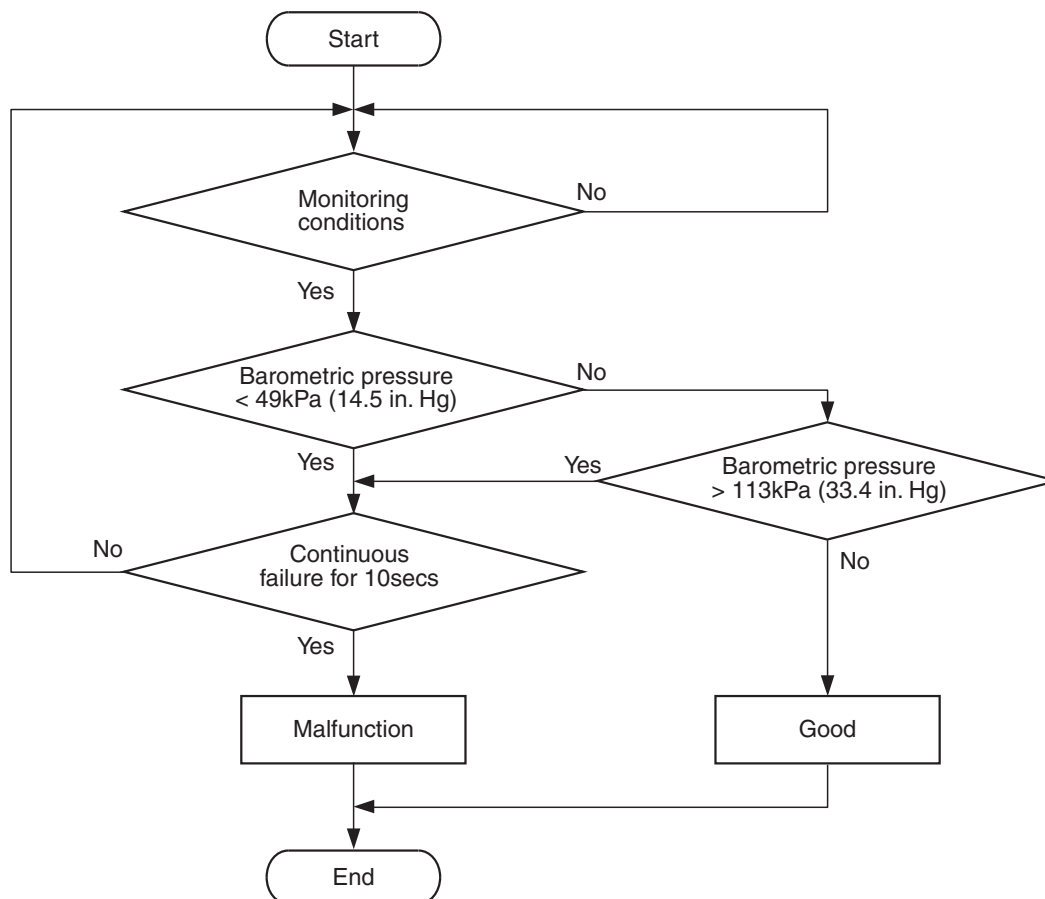 Start
Monitoring
conditions
No
Yes
Barometric pressure
< 49kPa (14.5 in. Hg)
No
Yes
Yes
Barometric pressure
> 113kPa (33.4 in. Hg)
No
Continuous
failure for 10secs
No
Yes
Malfunction
Good
End